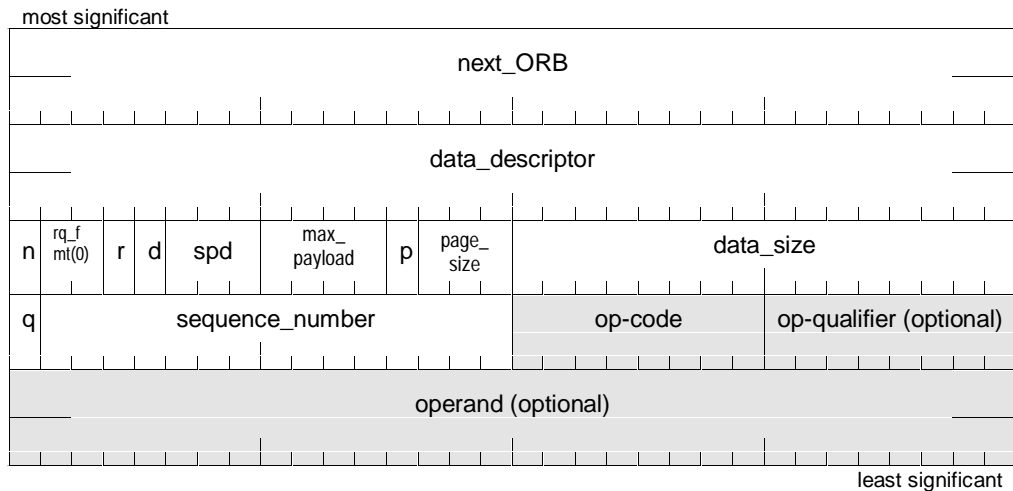 most significant
next_ORB
data_descriptor
n
rq_f
mt(0)
r
d
spd
max_
payload
p
page_
size
data_size
q
sequence_number
op-code
op-qualifier (optional)
operand (optional)
least significant